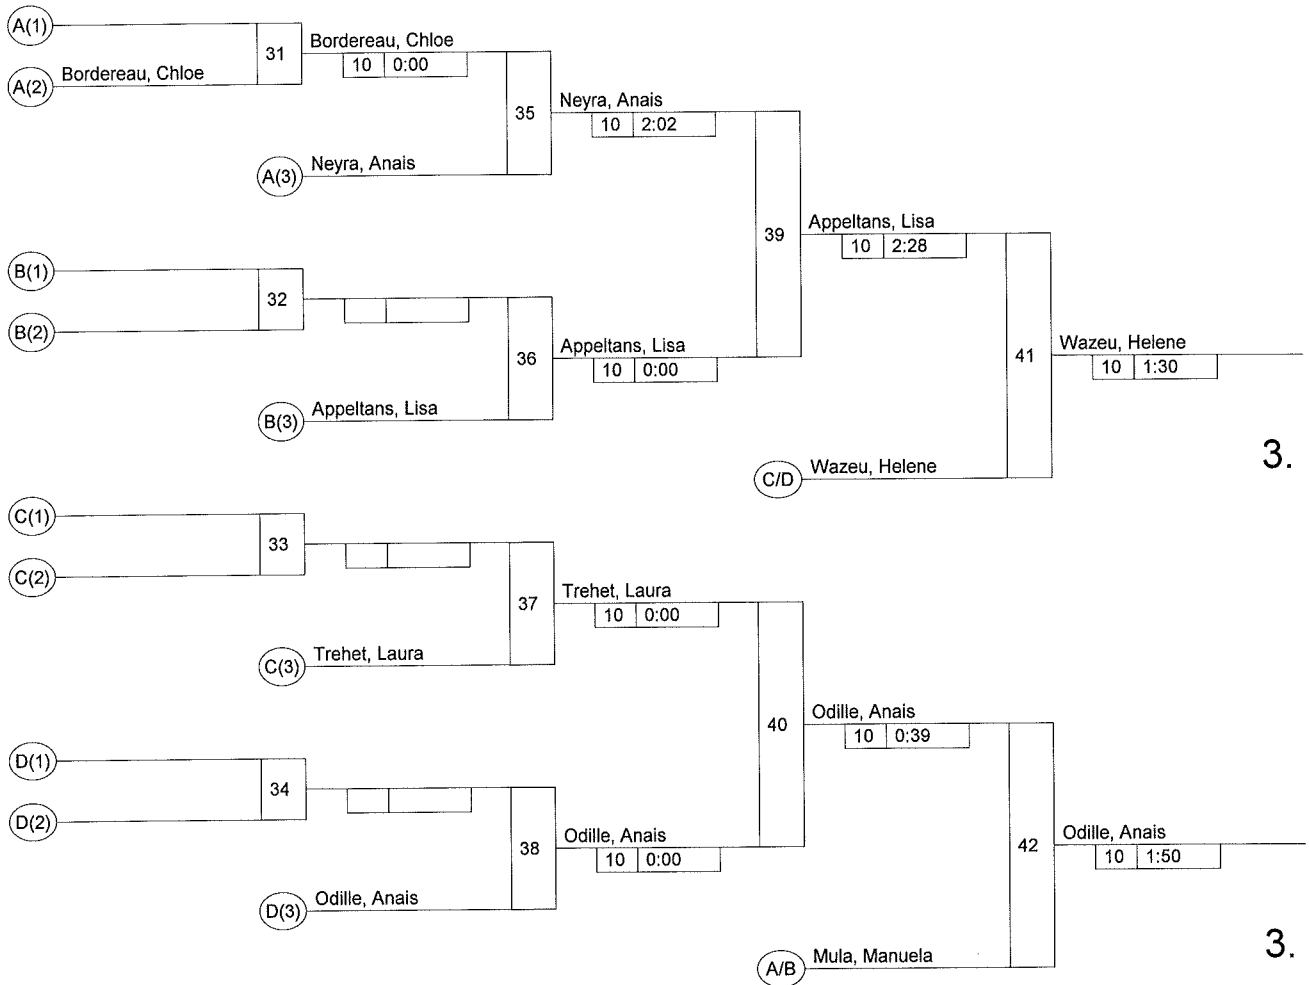 A(1)
31
Bordereau, Chloe
10 0:00
A(2) Bordereau, Chloe
35
Neyra, Anais
10 2:02
A(3) Neyra, Anais
39
Appeltans, Lisa
10 2:28
B(1)
32
B(2)
36
Appeltans, Lisa
10 0:00
41
Wazeu, Helene
10 1:30
B(3) Appeltans, Lisa
3.
C/D Wazeu, Helene
C(1)
33
C(2)
37
Trehet, Laura
10 0:00
C(3) Trehet, Laura
40
Odille, Anais
10 0:39
D(1)
34
D(2)
38
Odille, Anais
10 0:00
42
Odille, Anais
10 1:50
D(3) Odille, Anais
3.
A/B Mula, Manuela